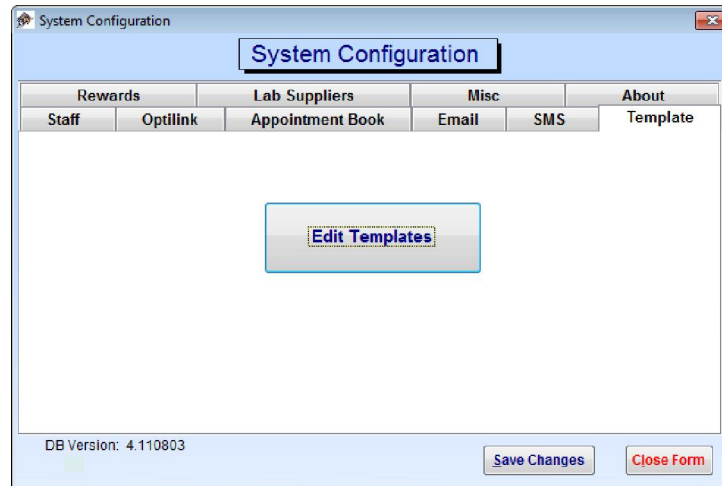 System Configuration
System Configuration
Rewards Lab Suppliers Misc About
Staff Optilink Appointment Book Email SMS Template
Edit Templates
DB Version: 4.110803
Save Changes Close Form